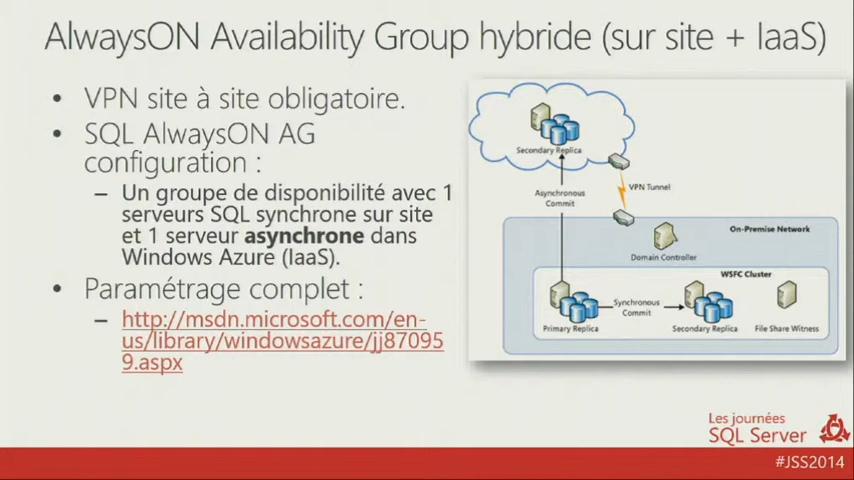 AlwaysON Availability Group hybride (sur site + IaaS)
• VPN site à site obligatoire.
• SQL AlwaysON AG
configuration :
– Un groupe de disponibilité avec 1
serveurs SQL synchrone sur site
et 1 serveur asynchrone dans
Windows Azure (IaaS).
• Paramétrage complet :
– http://msdn.microsoft.com/en-
us/library/windowsazure/jj87095
9.aspx
Secondary Replica
Asynchronous
Commit
VPN Tunnel
On-Premise Network
Domain Controller
WSFC Cluster
Synchronous
Commit
Primary Replica
Secondary Replica
File Share Witness
Les journées
SQL Server
#JSS2014